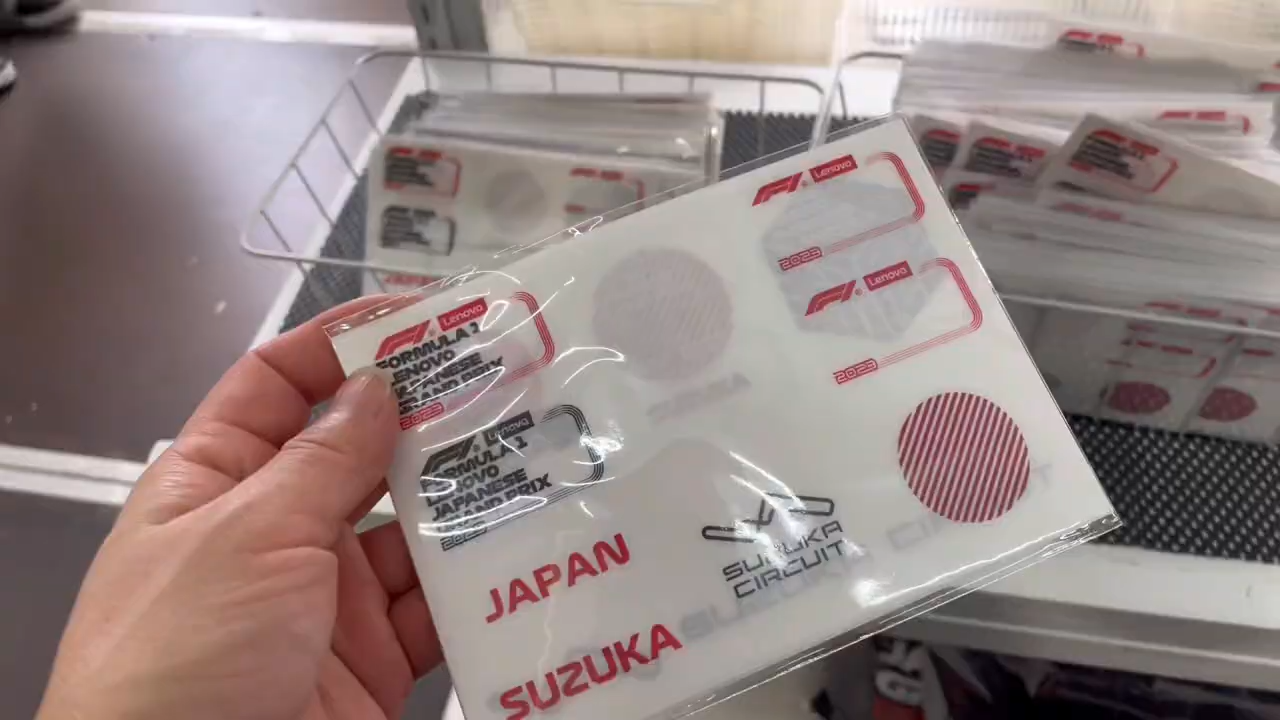 F1 Lenovo
FORMULA 1
LENOVO
JAPANESE
GRAND PRIX
2023
F1 Lenovo
FORMULA 1
LENOVO
JAPANESE
GRAND PRIX
2023
F1 Lenovo
2023
F1 Lenovo
2023
JAPAN
SUZUKA
SUZUKA
CIRCUIT